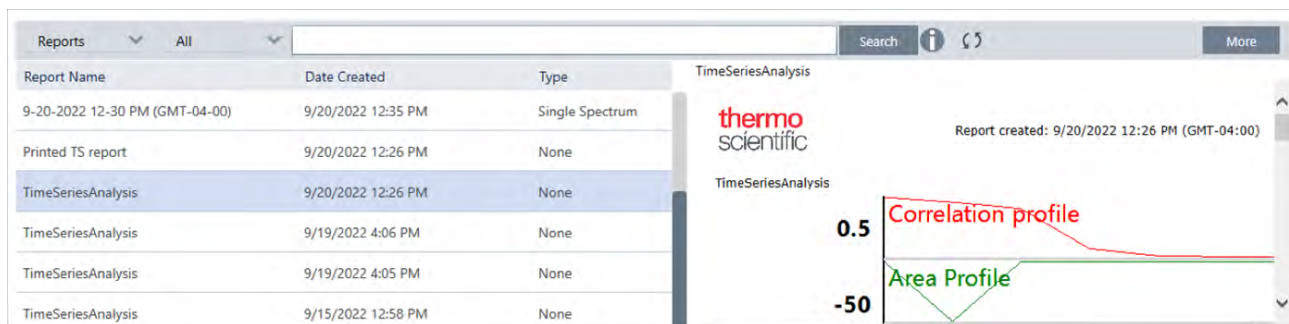 Reports All Search i More
Report Name Date Created Type
9-20-2022 12-30 PM (GMT-04-00) 9/20/2022 12:35 PM Single Spectrum
Printed TS report 9/20/2022 12:26 PM None
TimeSeriesAnalysis 9/20/2022 12:26 PM None
TimeSeriesAnalysis 9/19/2022 4:06 PM None
TimeSeriesAnalysis 9/19/2022 4:05 PM None
TimeSeriesAnalysis 9/15/2022 12:58 PM None
TimeSeriesAnalysis
thermo
scientific
Report created: 9/20/2022 12:26 PM (GMT-04:00)
TimeSeriesAnalysis
Correlation profile
0.5
Area Profile
-50